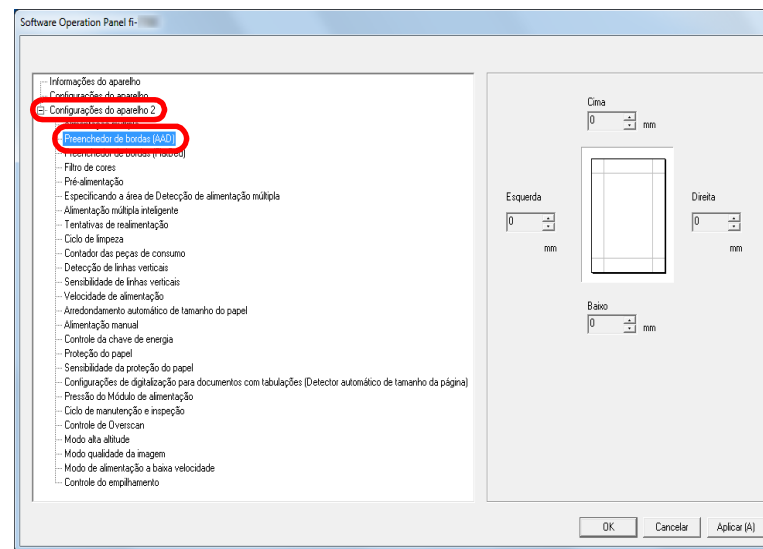 Software Operation Panel fi-
Informações do aparelho
Configurações do aparelho
Configurações do aparelho 2
Preenchedor de bordas (AAD)
Preenchedor de bordas (Flatbed)
Filtro de cores
Pré-alimentação
Especificando a área de Detecção de alimentação múltipla
Alimentação múltipla inteligente
Tentativas de realimentação
Ciclo de limpeza
Contador das peças de consumo
Detecção de linhas verticais
Sensibilidade de linhas verticais
Velocidade de alimentação
Arredondamento automático de tamanho do papel
Alimentação manual
Controle da chave de energia
Proteção do papel
Sensibilidade da proteção do papel
Configurações de digitalização para documentos com tabulações (Detector automático de tamanho da página)
Pressão do Módulo de alimentação
Ciclo de manutenção e inspeção
Controle de Overscan
Modo alta altitude
Modo qualidade da imagem
Modo de alimentação a baixa velocidade
Controle do empilhamento
Cima
0 mm
Esquerda
0
mm
Direita
0
mm
Baixo
0 mm
OK Cancelar Aplicar (A)